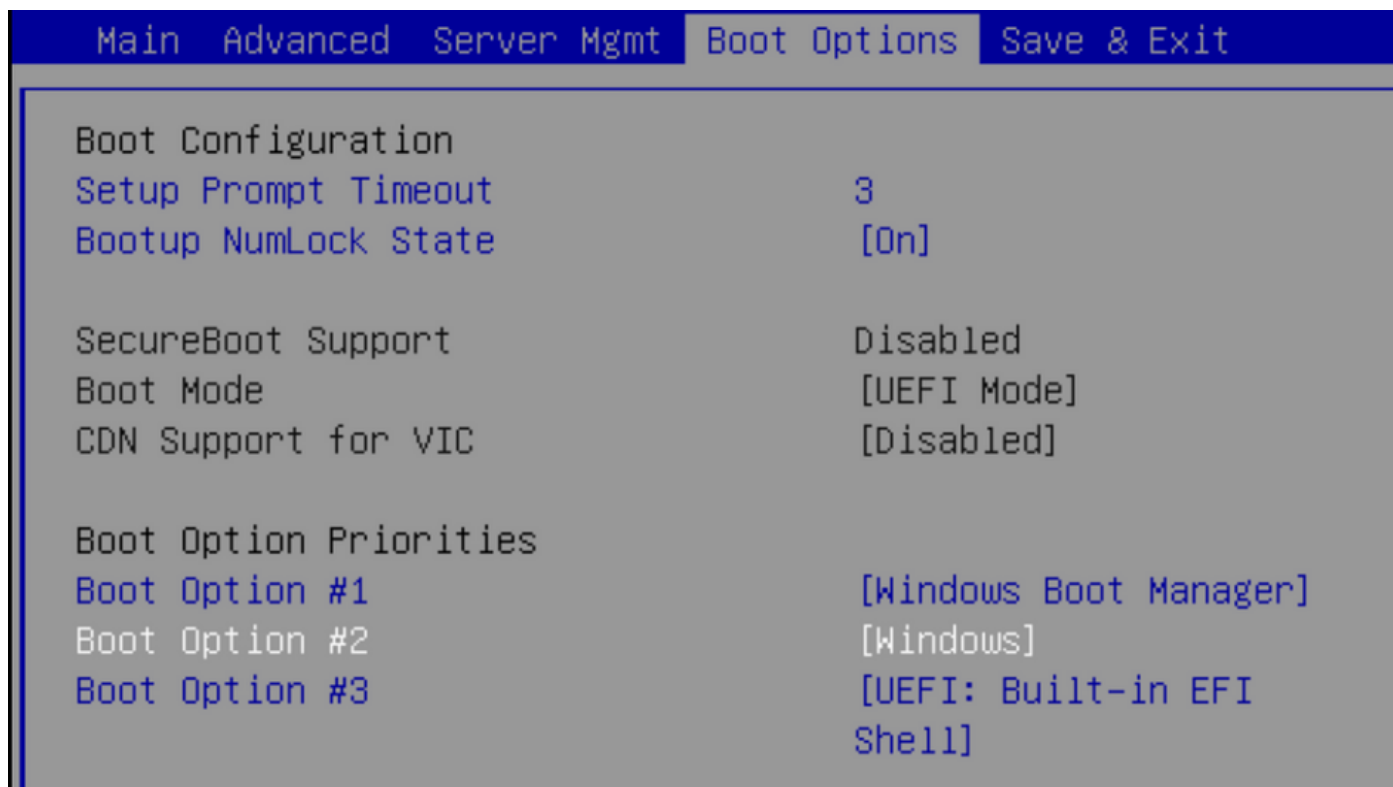 Main Advanced Server Mgmt Boot Options Save & Exit
Boot Configuration
Setup Prompt Timeout 3
Bootup NumLock State [On]
SecureBoot Support Disabled
Boot Mode [UEFI Mode]
CDN Support for VIC [Disabled]
Boot Option Priorities
Boot Option #1 [Windows Boot Manager]
Boot Option #2 [Windows]
Boot Option #3 [UEFI: Built-in EFI
Shell]